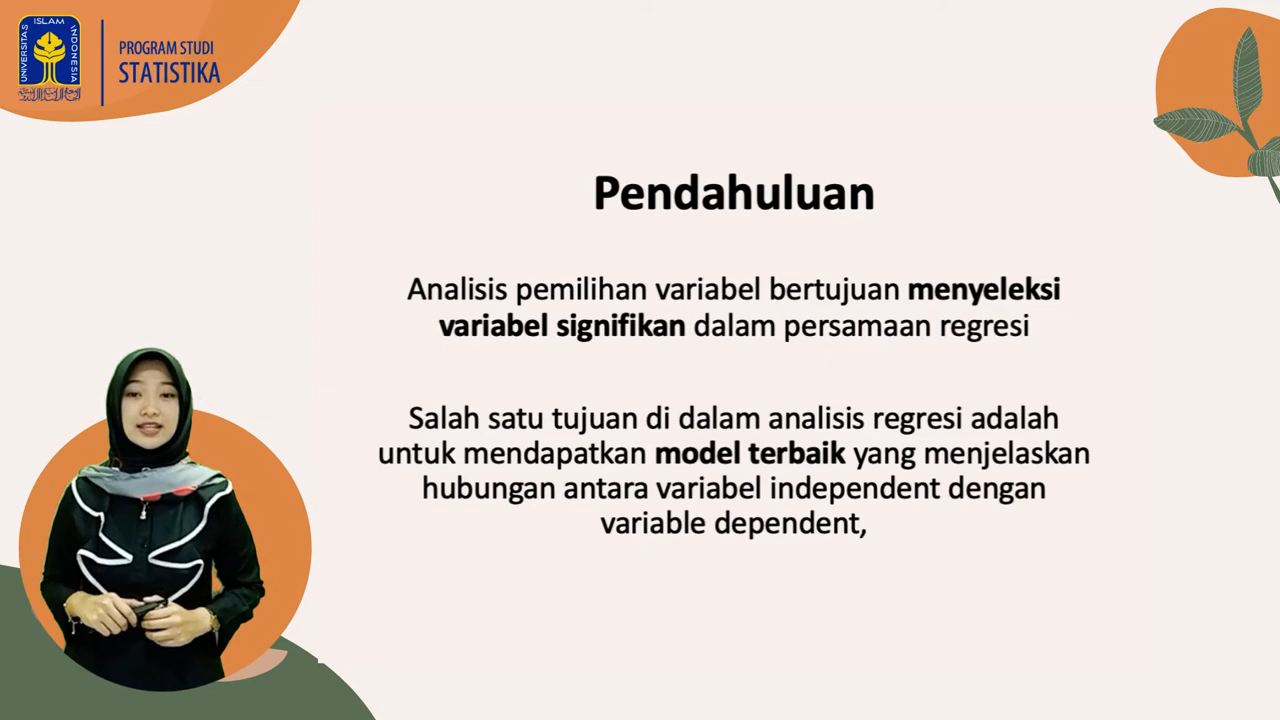 UNIVERSITAS ISLAM INDONESIA
PROGRAM STUDI
STATISTIKA
Pendahuluan
Analisis pemilihan variabel bertujuan menyeleksi
variabel signifikan dalam persamaan regresi
Salah satu tujuan di dalam analisis regresi adalah
untuk mendapatkan model terbaik yang menjelaskan
hubungan antara variabel independent dengan
variable dependent,